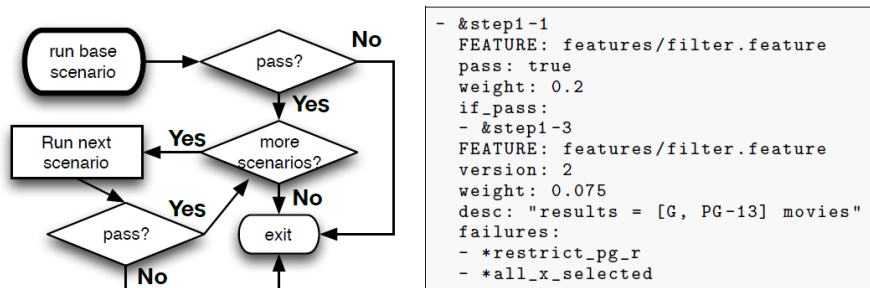 run base
scenario
pass?
No
Yes
more
scenarios?
Yes
Run next
scenario
Yes
No
pass?
exit
No
- &step1-1
FEATURE: features/filter.feature
pass: true
weight: 0.2
if_pass:
- &step1-3
FEATURE: features/filter.feature
version: 2
weight: 0.075
desc: "results = [G, PG-13] movies"
failures:
- *restrict_pg_r
- *all_x_selected